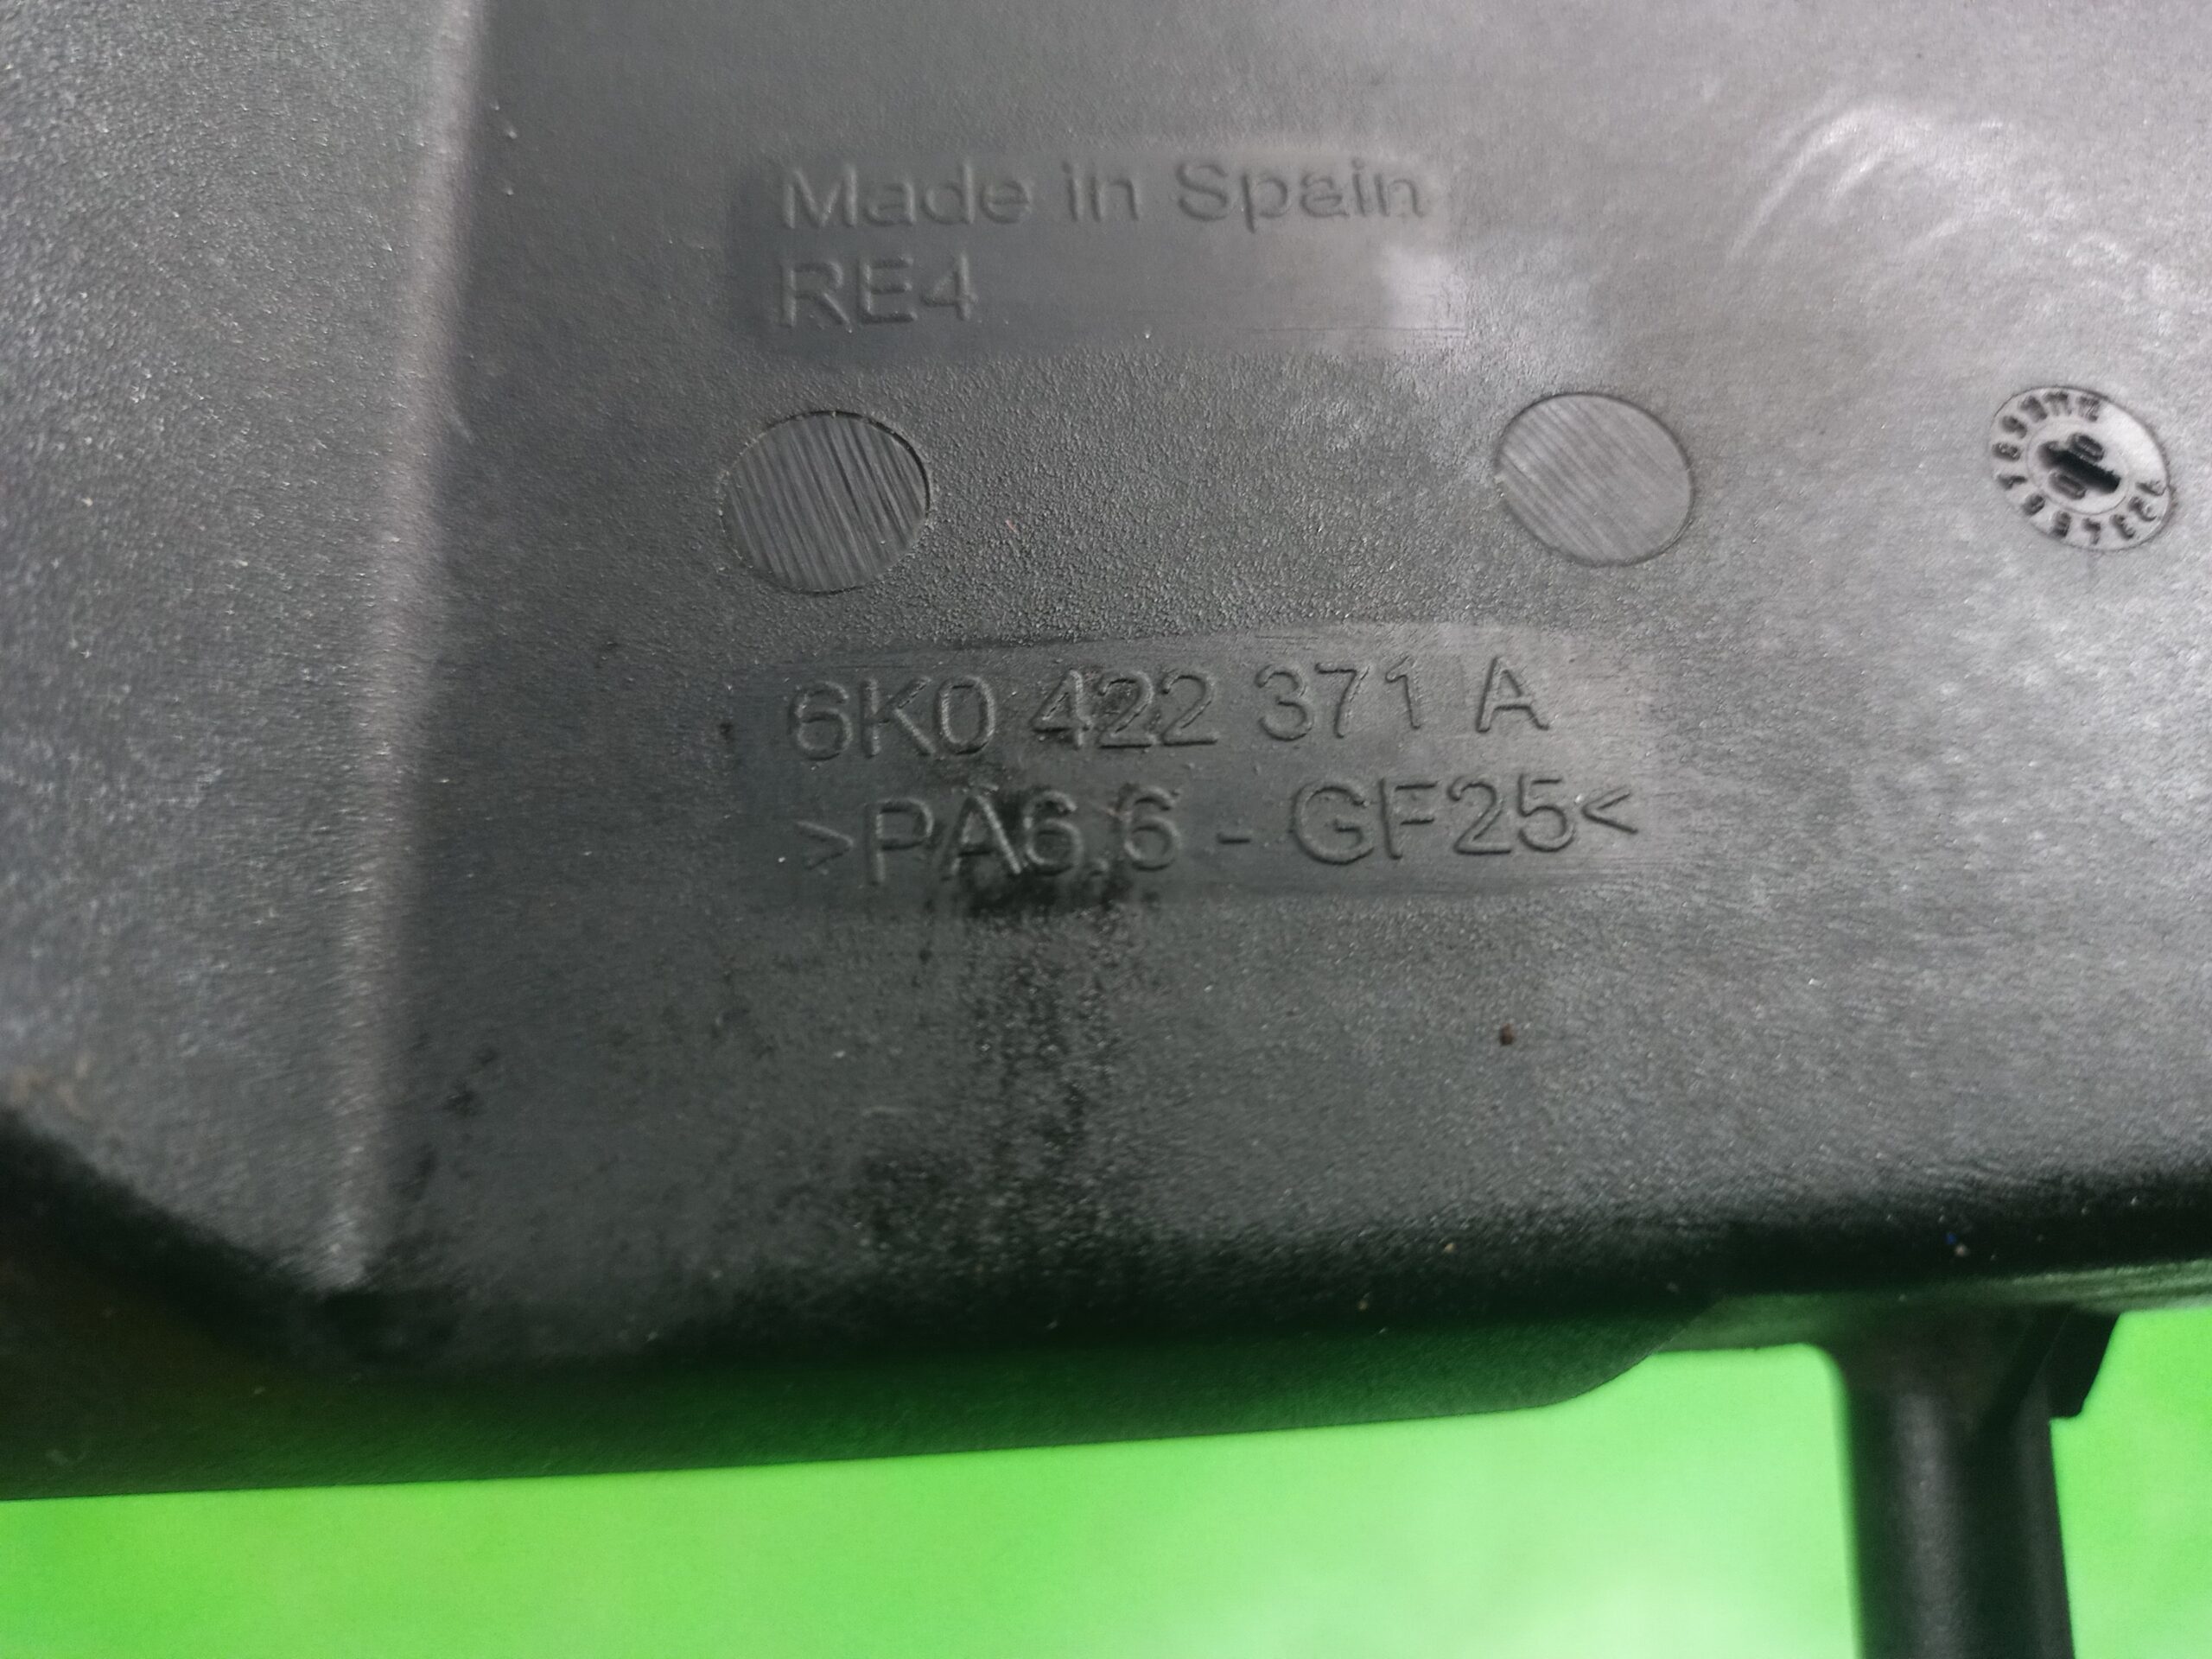 Made in Spain
RE4
6K0 422 371 A
>PA6.6 - GF25<